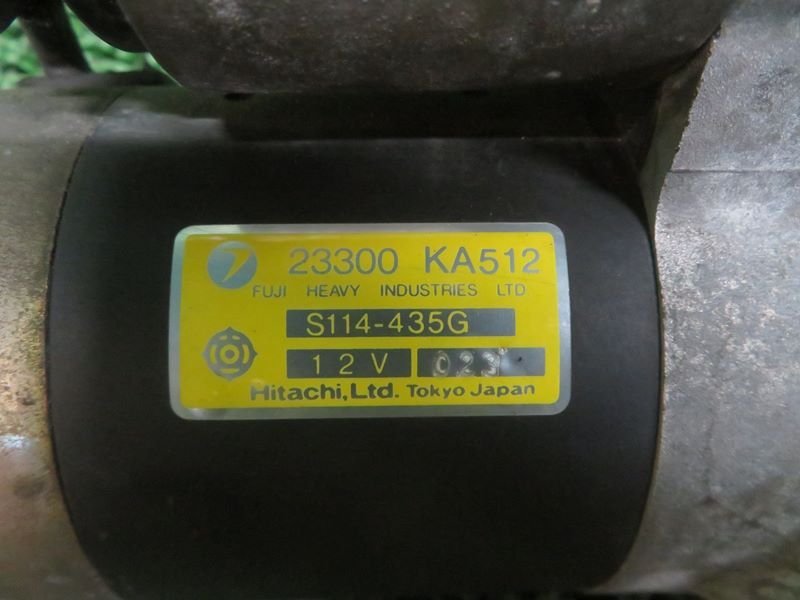 23300 KA512
FUJI HEAVY INDUSTRIES LTD
S114-435G
12V 023
Hitachi, Ltd. Tokyo Japan